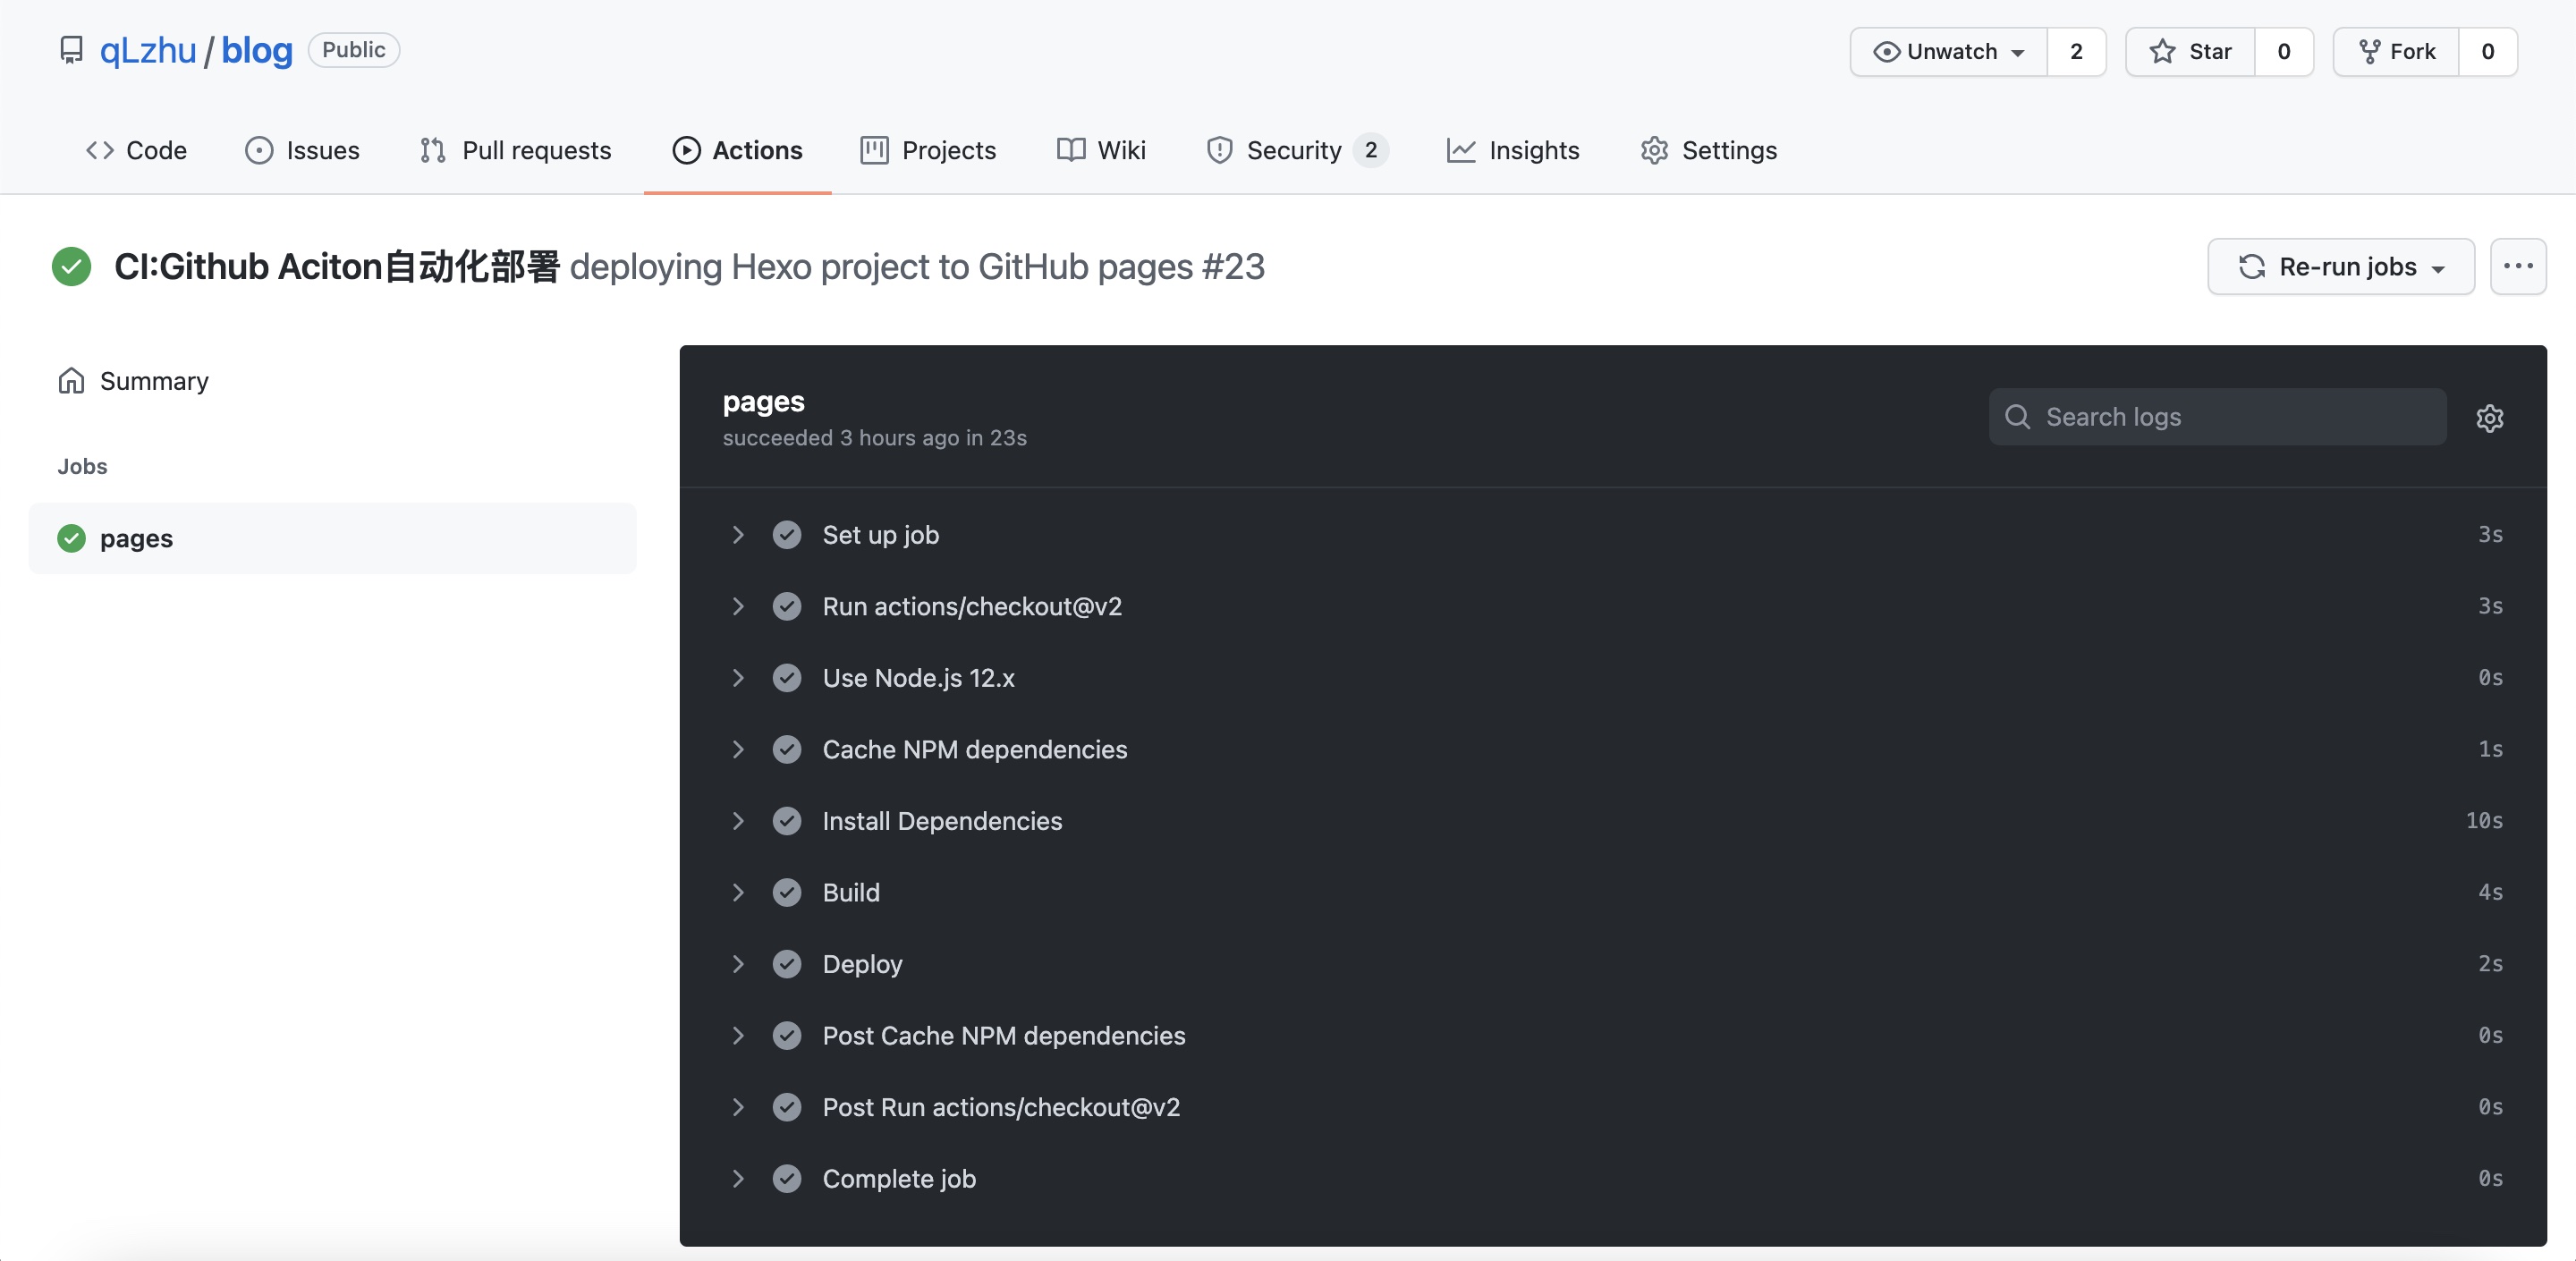 qLzhu / blog Public Unwatch 2 Star 0 Fork 0
Code Issues Pull requests Actions Projects Wiki Security 2 Insights Settings
CI:Github Aciton自动化部署 deploying Hexo project to GitHub pages #23 Re-run jobs
Summary
Jobs
pages
pages
succeeded 3 hours ago in 23s
Search logs
Set up job 3s
Run actions/checkout@v2 3s
Use Node.js 12.x 0s
Cache NPM dependencies 1s
Install Dependencies 10s
Build 4s
Deploy 2s
Post Cache NPM dependencies 0s
Post Run actions/checkout@v2 0s
Complete job 0s